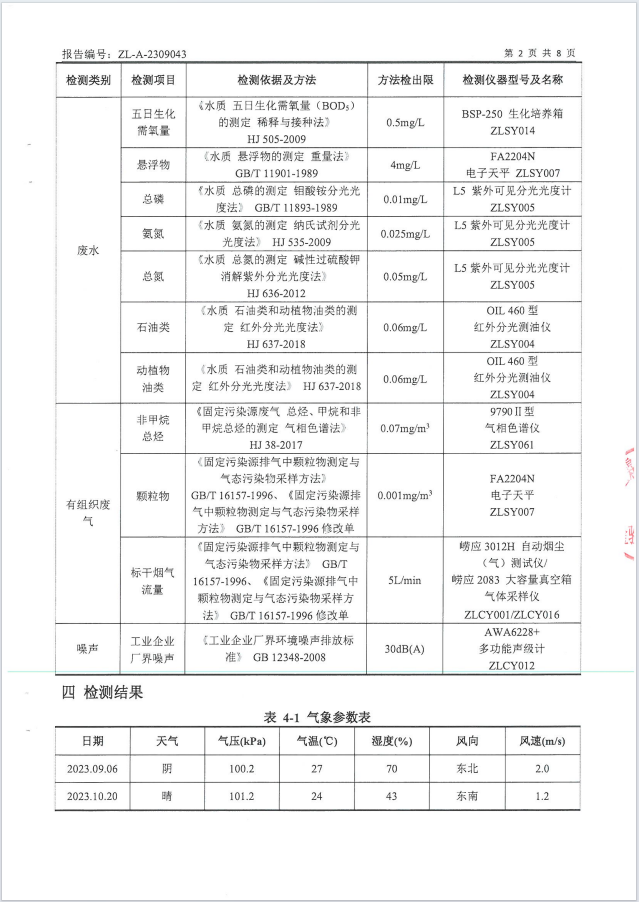 报告编号: ZL-A-2309043
第 2 页 共 8 页
检测类别 检测项目 检测依据及方法 方法检出限 检测仪器型号及名称
废水
五日生化
需氧量
《水质 五日生化需氧量（BOD₅）
的测定 稀释与接种法》
HJ 505-2009
0.5mg/L
BSP-250 生化培养箱
ZLSY014
悬浮物
《水质 悬浮物的测定 重量法》
GB/T 11901-1989
4mg/L
FA2204N
电子天平 ZLSY007
总磷
《水质 总磷的测定 钼酸铵分光光
度法》 GB/T 11893-1989
0.01mg/L
L5 紫外可见分光光度计
ZLSY005
氨氮
《水质 氨氮的测定 纳氏试剂分光
光度法》 HJ 535-2009
0.025mg/L
L5 紫外可见分光光度计
ZLSY005
总氮
《水质 总氮的测定 碱性过硫酸钾
消解紫外分光光度法》
HJ 636-2012
0.05mg/L
L5 紫外可见分光光度计
ZLSY005
石油类
《水质 石油类和动植物油类的测
定 红外分光光度法》
HJ 637-2018
0.06mg/L
OIL 460 型
红外分光测油仪
ZLSY004
动植物
油类
《水质 石油类和动植物油类的测
定 红外分光光度法》 HJ 637-2018
0.06mg/L
OIL 460 型
红外分光测油仪
ZLSY004
有组织废
气
非甲烷
总烃
《固定污染源废气 总烃、甲烷和非
甲烷总烃的测定 气相色谱法》
HJ 38-2017
0.07mg/m³
9790Ⅱ型
气相色谱仪
ZLSY061
颗粒物
《固定污染源排气中颗粒物测定与
气态污染物采样方法》
GB/T 16157-1996、《固定污染源排
气中颗粒物测定与气态污染物采样
方法》 GB/T 16157-1996 修改单
0.001mg/m³
FA2204N
电子天平
ZLSY007
标干烟气
流量
《固定污染源排气中颗粒物测定与
气态污染物采样方法》 GB/T
16157-1996、《固定污染源排气中
颗粒物测定与气态污染物采样方
法》 GB/T 16157-1996 修改单
5L/min
崂应 3012H 自动烟尘
（气）测试仪/
崂应 2083 大容量真空箱
气体采样仪
ZLCY001/ZLCY016
噪声
工业企业
厂界噪声
《工业企业厂界环境噪声排放标
准》 GB 12348-2008
30dB(A)
AWA6228+
多功能声级计
ZLCY012
四 检测结果
表 4-1 气象参数表
日期 天气 气压(kPa) 气温(℃) 湿度(%) 风向 风速(m/s)
2023.09.06 阴 100.2 27 70 东北 2.0
2023.10.20 晴 101.2 24 43 东南 1.2